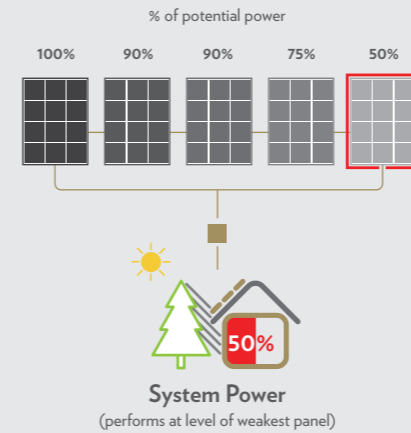 % of potential power
100% 90% 90% 75% 50%
50%
System Power
(performs at level of weakest panel)